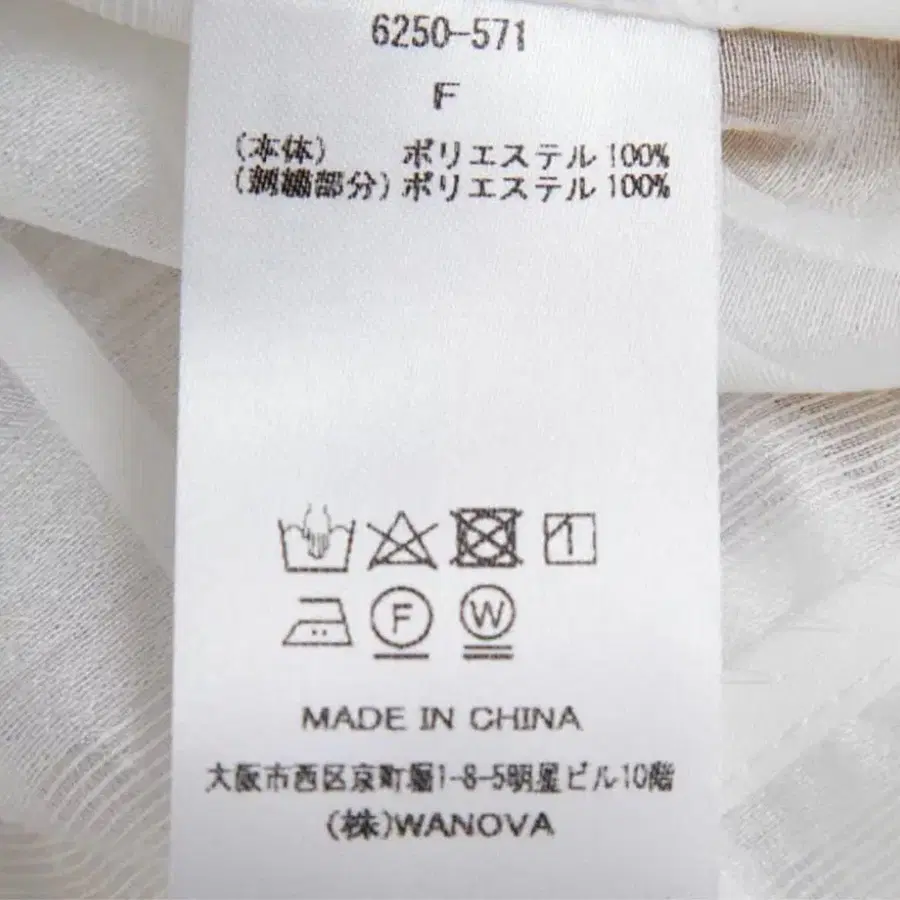 6250-571
F
(本体) ポリエステル 100%
(刺繍部分) ポリエステル 100%
F W
MADE IN CHINA
大阪市西区京町堀1-8-5明星ビル10階
(株)WANOVA